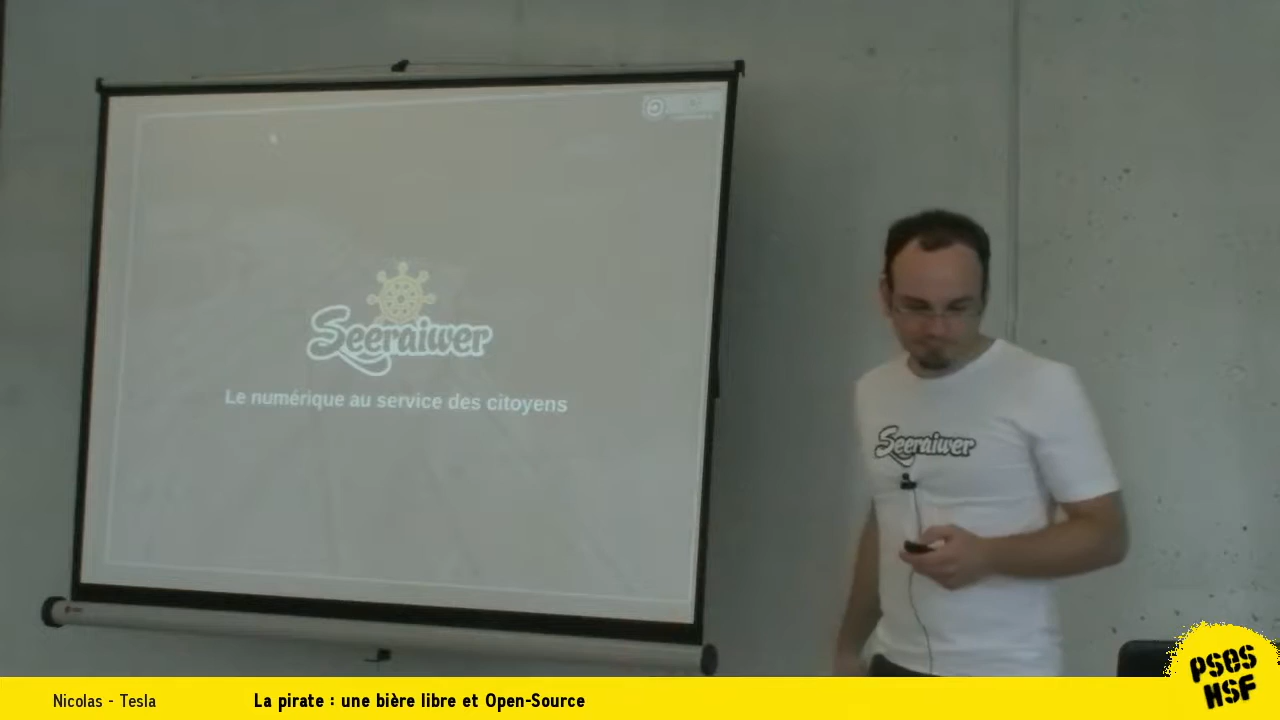 Seeraiwer
Le numérique au service des citoyens
Seeraiwer
Nicolas - Tesla
La pirate : une bière libre et Open-Source
PSES
HSF